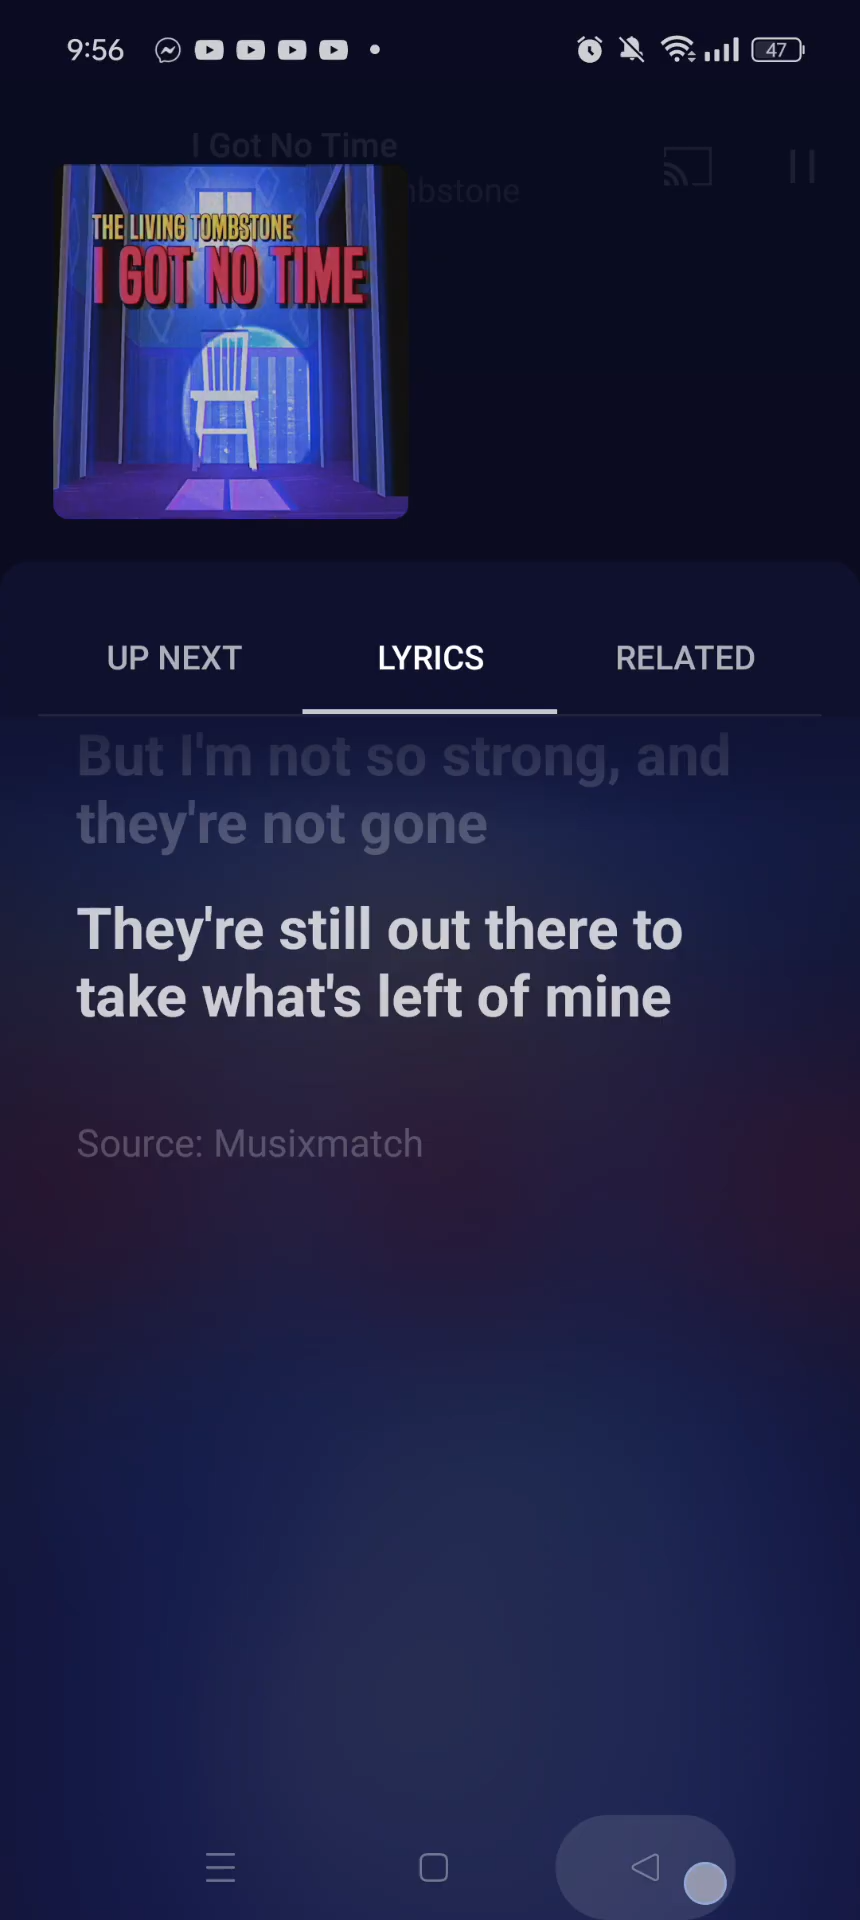 9:56
47
I Got No Time
mbstone
THE LIVING TOMBSTONE
I GOT NO TIME
UP NEXT
LYRICS
RELATED
But I'm not so strong, and
they're not gone
They're still out there to
take what's left of mine
Source: Musixmatch